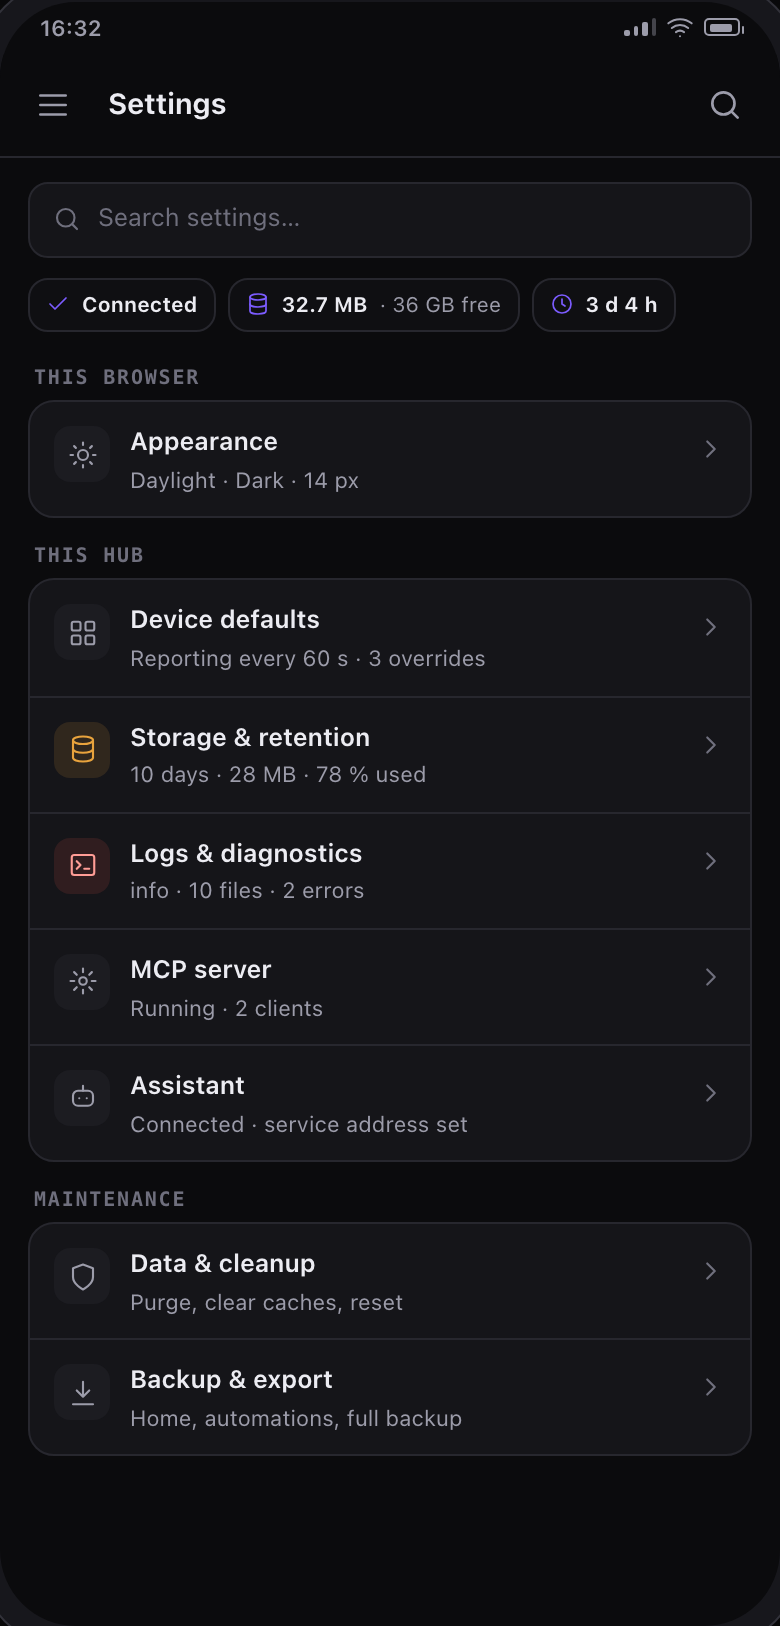 16:32
Settings
Search settings...
Connected
32.7 MB · 36 GB free
3 d 4 h
THIS BROWSER
Appearance
Daylight · Dark · 14 px
THIS HUB
Device defaults
Reporting every 60 s · 3 overrides
Storage & retention
10 days · 28 MB · 78 % used
Logs & diagnostics
info · 10 files · 2 errors
MCP server
Running · 2 clients
Assistant
Connected · service address set
MAINTENANCE
Data & cleanup
Purge, clear caches, reset
Backup & export
Home, automations, full backup